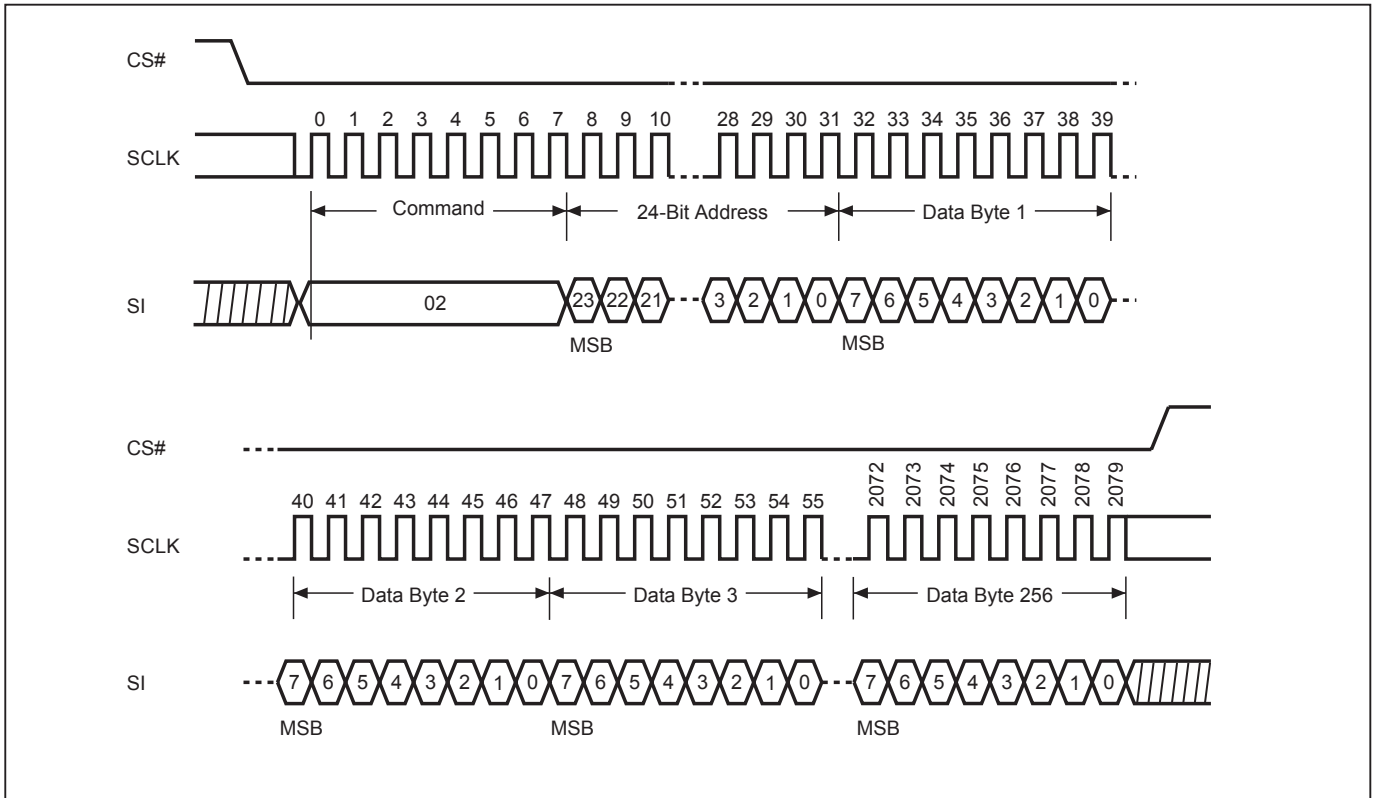 CS#
0 1 2 3 4 5 6 7 8 9 10 28 29 30 31 32 33 34 35 36 37 38 39
SCLK
Command 24-Bit Address Data Byte 1
SI 02 23 22 21 3 2 1 0 7 6 5 4 3 2 1 0
MSB MSB
CS#
40 41 42 43 44 45 46 47 48 49 50 51 52 53 54 55 2072 2073 2074 2075 2076 2077 2078 2079
SCLK
Data Byte 2 Data Byte 3 Data Byte 256
SI 7 6 5 4 3 2 1 0 7 6 5 4 3 2 1 0 7 6 5 4 3 2 1 0
MSB MSB MSB